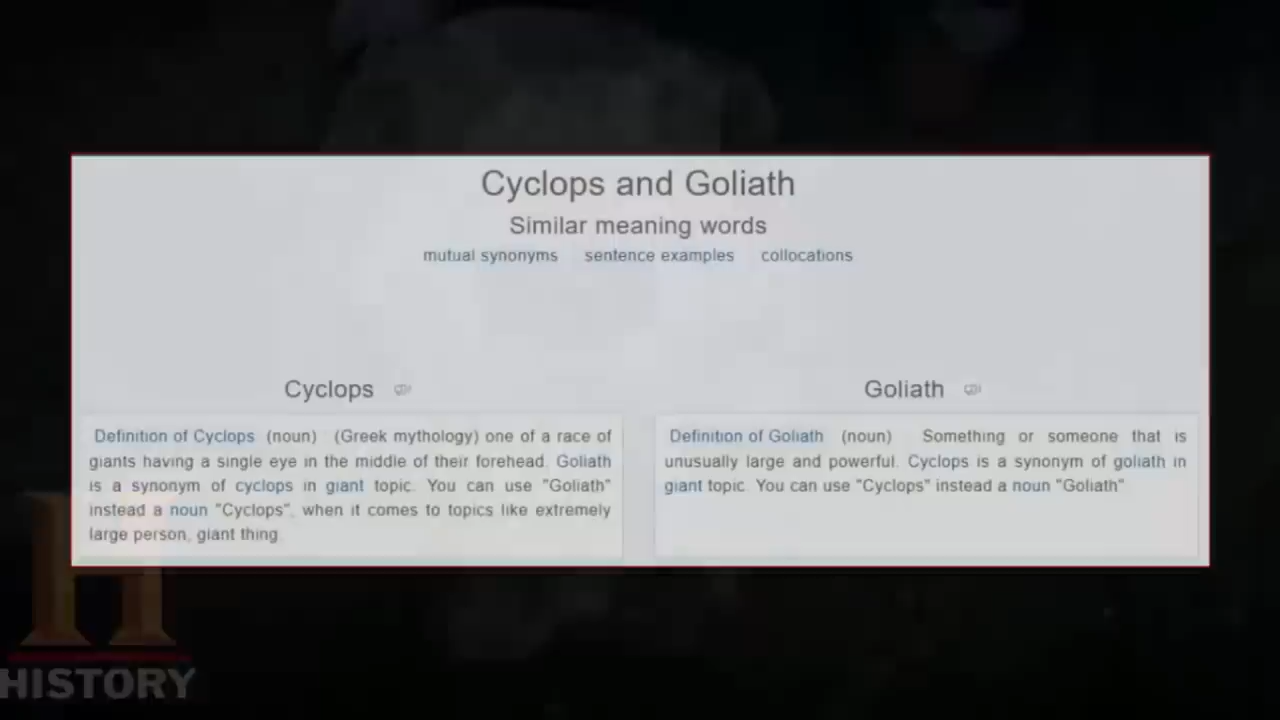 Cyclops and Goliath
Similar meaning words
mutual synonyms sentence examples collocations
Cyclops
Definition of Cyclops (noun) (Greek mythology) one of a race of
giants having a single eye in the middle of their forehead. Goliath
is a synonym of cyclops in giant topic. You can use "Goliath"
instead a noun "Cyclops", when it comes to topics like extremely
large person, giant thing.
Goliath
Definition of Goliath (noun) Something or someone that is
unusually large and powerful. Cyclops is a synonym of goliath in
giant topic. You can use "Cyclops" instead a noun "Goliath"
H
HISTORY